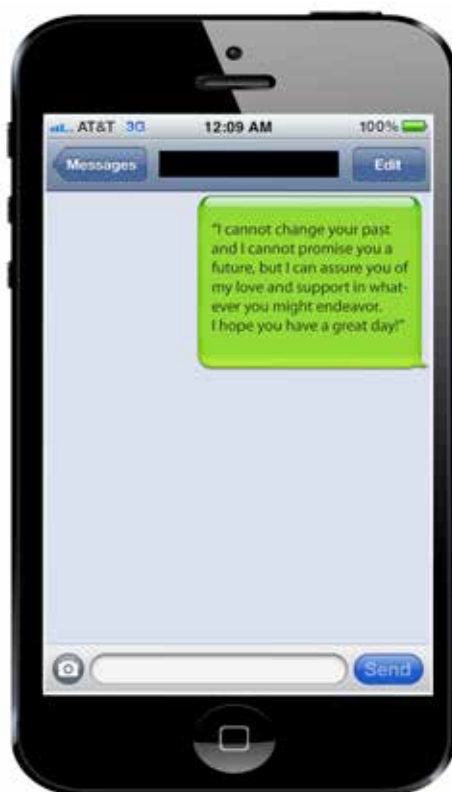 AT&T 3G 12:09 AM 100%
Messages Edit
“I cannot change your past
and I cannot promise you a
future, but I can assure you of
my love and support in what-
ever you might endeavor.
I hope you have a great day!”
Send